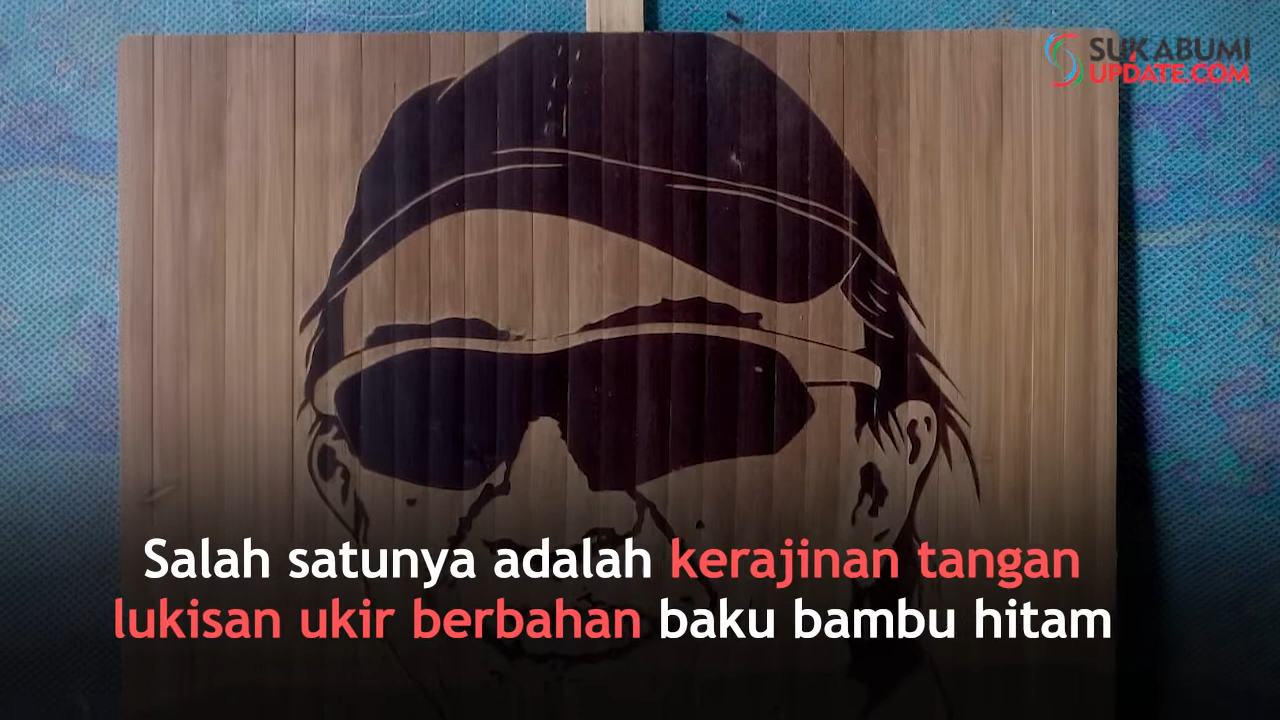 SUKABUMI
UPDATE.COM
Salah satunya adalah kerajinan tangan
lukisan ukir berbahan baku bambu hitam